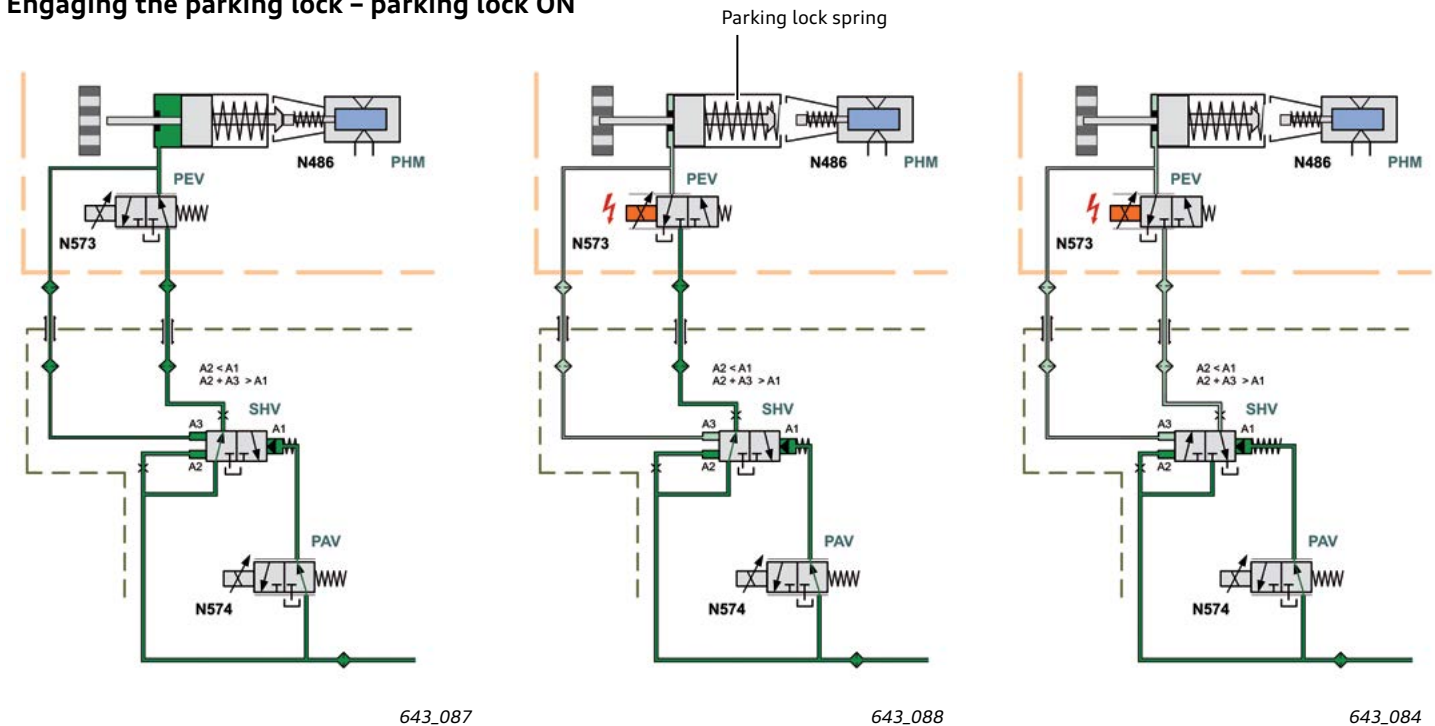 Engaging the parking lock – parking lock ON
Parking lock spring
N486
PHM
PEV
N573
A2 < A1
A2 + A3 > A1
SHV
A3
A1
A2
PAV
N574
643_087
N486
PHM
PEV
N573
A2 < A1
A2 + A3 > A1
SHV
A3
A1
A2
PAV
N574
643_088
N486
PHM
PEV
N573
A2 < A1
A2 + A3 > A1
SHV
A3
A1
A2
PAV
N574
643_084